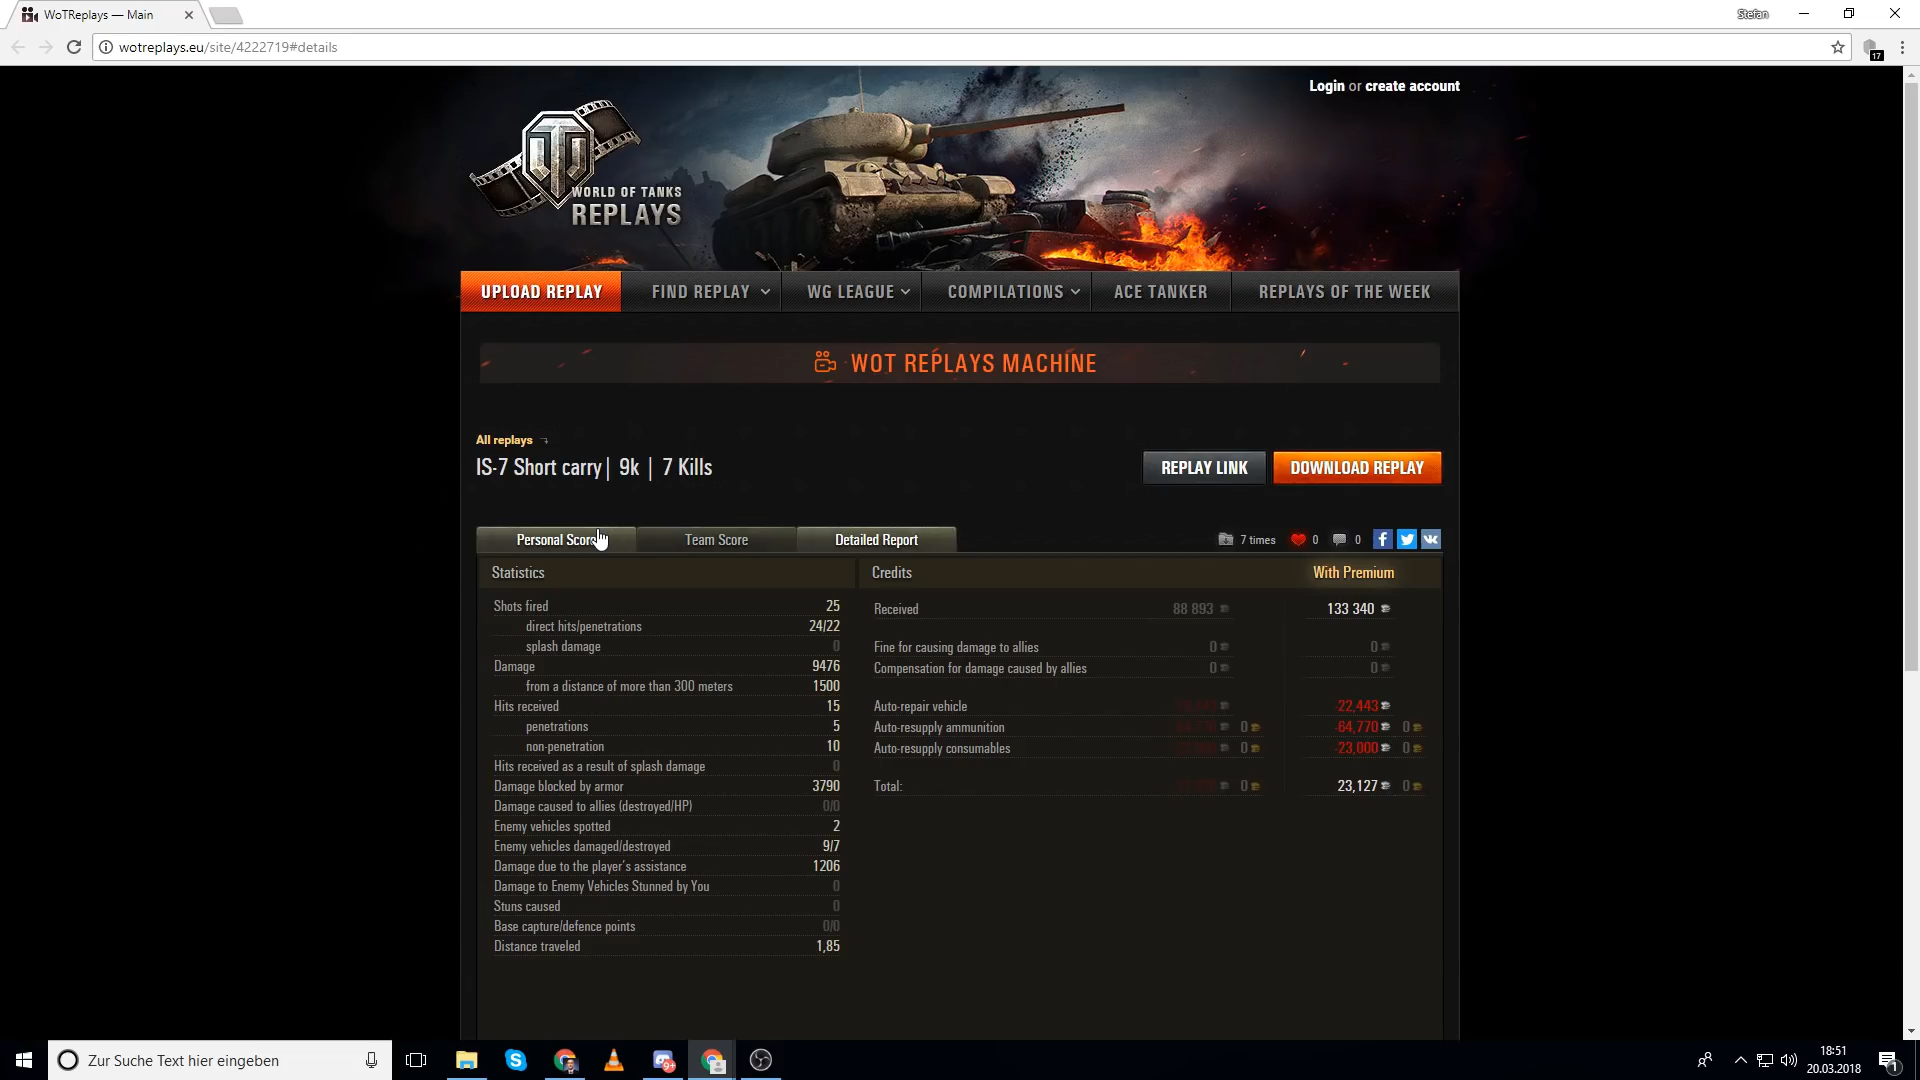 WoTReplays — Main
Stefan
wotreplays.eu/site/4222719#details
17
Login or create account
WORLD OF TANKS
REPLAYS
UPLOAD REPLAY
FIND REPLAY
WG LEAGUE
COMPILATIONS
ACE TANKER
REPLAYS OF THE WEEK
WOT REPLAYS MACHINE
All replays
IS-7 Short carry| 9k | 7 Kills
REPLAY LINK
DOWNLOAD REPLAY
Personal Score
Team Score
Detailed Report
7 times
0
0
Statistics
Credits
With Premium
Shots fired 25
direct hits/penetrations 24/22
splash damage 0
Damage 9476
from a distance of more than 300 meters 1500
Hits received 15
penetrations 5
non-penetration 10
Hits received as a result of splash damage 0
Damage blocked by armor 3790
Damage caused to allies (destroyed/HP) 0/0
Enemy vehicles spotted 2
Enemy vehicles damaged/destroyed 9/7
Damage due to the player's assistance 1206
Damage to Enemy Vehicles Stunned by You 0
Stuns caused 0
Base capture/defence points 0/0
Distance traveled 1,85
Received 88 893 133 340
Fine for causing damage to allies 0 0
Compensation for damage caused by allies 0 0
Auto-repair vehicle -22,443
Auto-resupply ammunition 0 -64,770 0
Auto-resupply consumables 0 -23,000 0
Total: 0 23,127 0
Zur Suche Text hier eingeben
18:51
20.03.2018
1